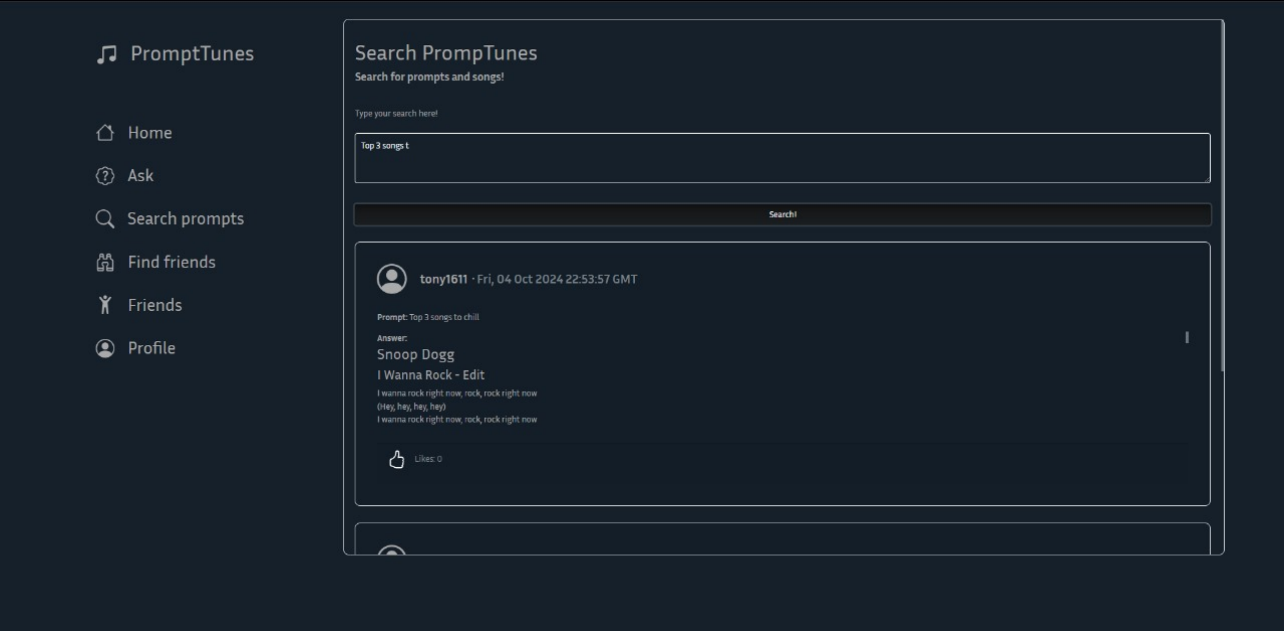 PromptTunes
Home
Ask
Search prompts
Find friends
Friends
Profile
Search PrompTunes
Search for prompts and songs!
Type your search here!
Top 3 songs t
Search!
tony1611 · Fri, 04 Oct 2024 22:53:57 GMT
Prompt: Top 3 songs to chill
Answer:
Snoop Dogg
I Wanna Rock - Edit
I wanna rock right now, rock, rock right now
(Hey, hey, hey, hey)
I wanna rock right now, rock, rock right now
Likes: 0